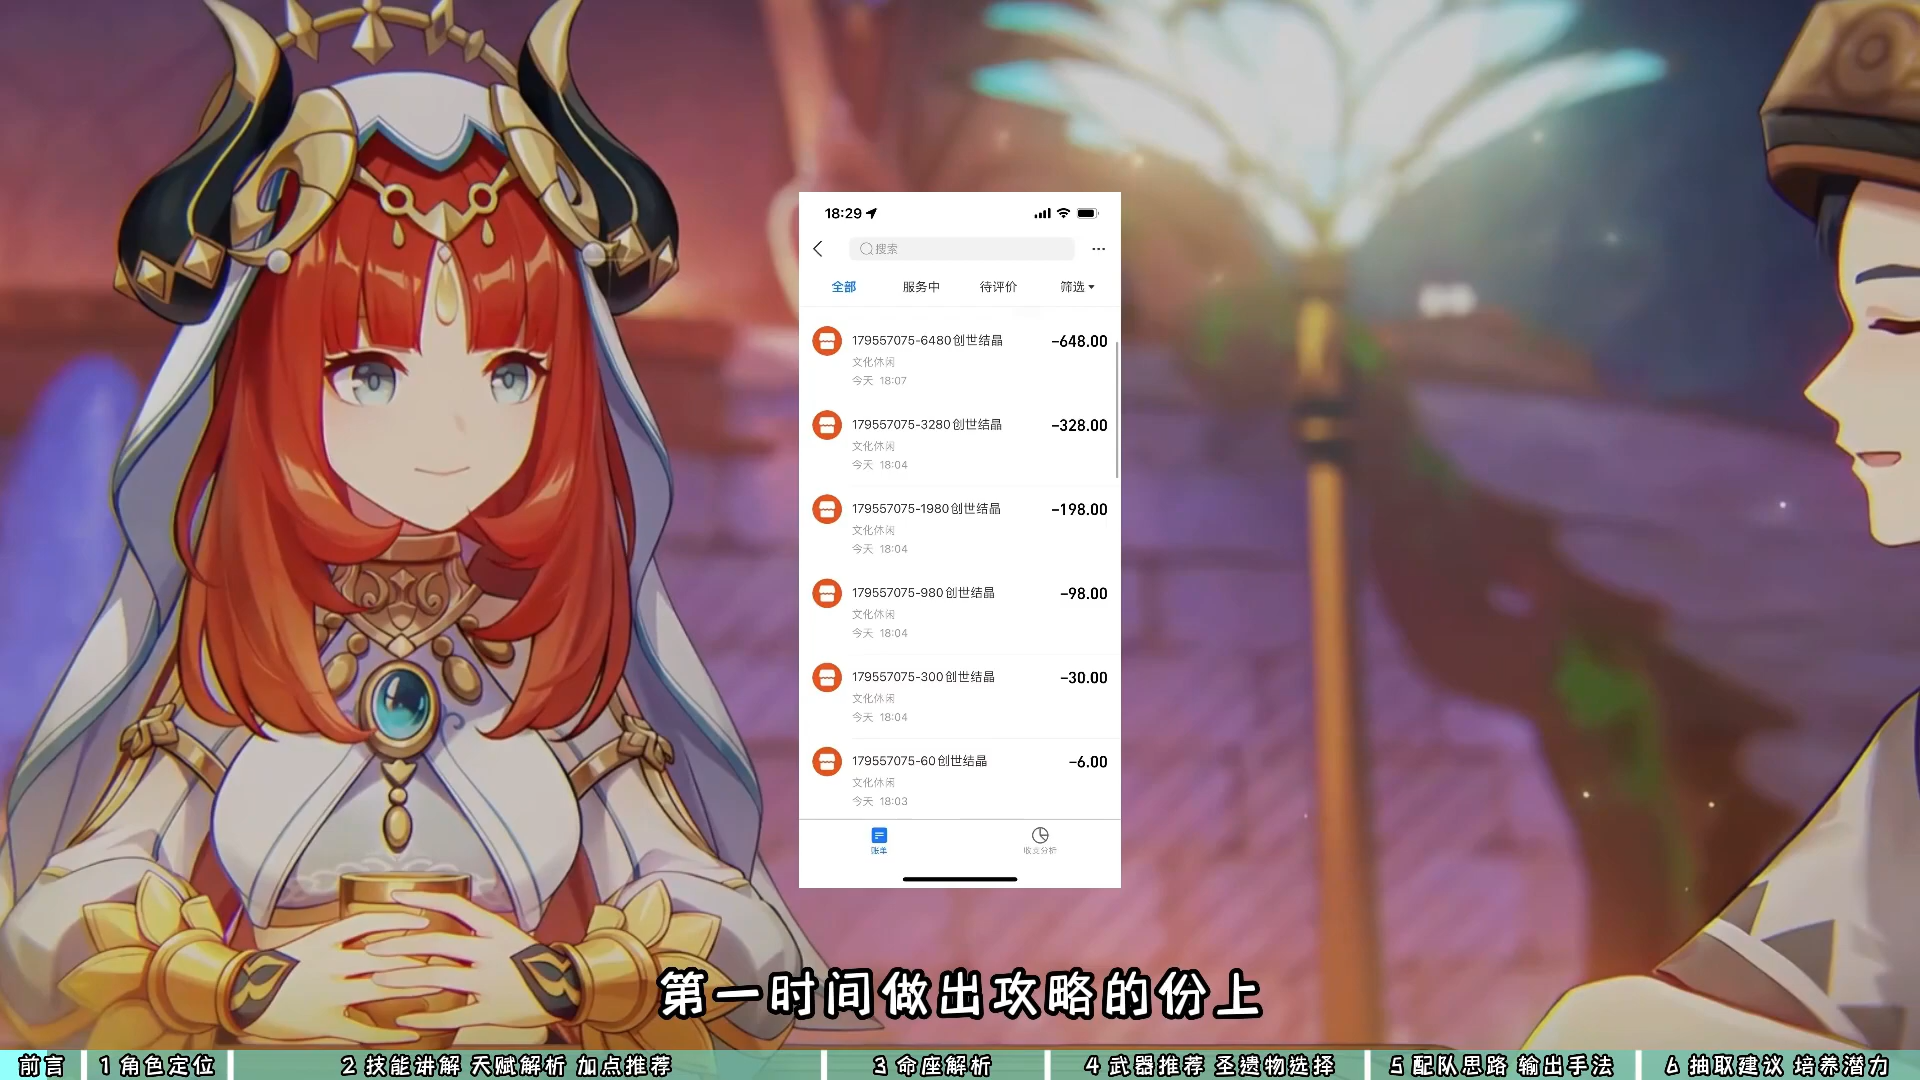 18:29
搜索
全部 服务中 待评价 筛选
179557075-6480创世结晶 -648.00
文化休闲
今天 18:07
179557075-3280创世结晶 -328.00
文化休闲
今天 18:04
179557075-1980创世结晶 -198.00
文化休闲
今天 18:04
179557075-980创世结晶 -98.00
文化休闲
今天 18:04
179557075-300创世结晶 -30.00
文化休闲
今天 18:04
179557075-60创世结晶 -6.00
文化休闲
今天 18:03
账单 收支分析
第一时间做出攻略的份上
前言 1 角色定位 2 技能讲解 天赋解析 加点推荐 3 命座解析 4 武器推荐 圣遗物选择 5 配队思路 输出手法 6 抽取建议 培养潜力